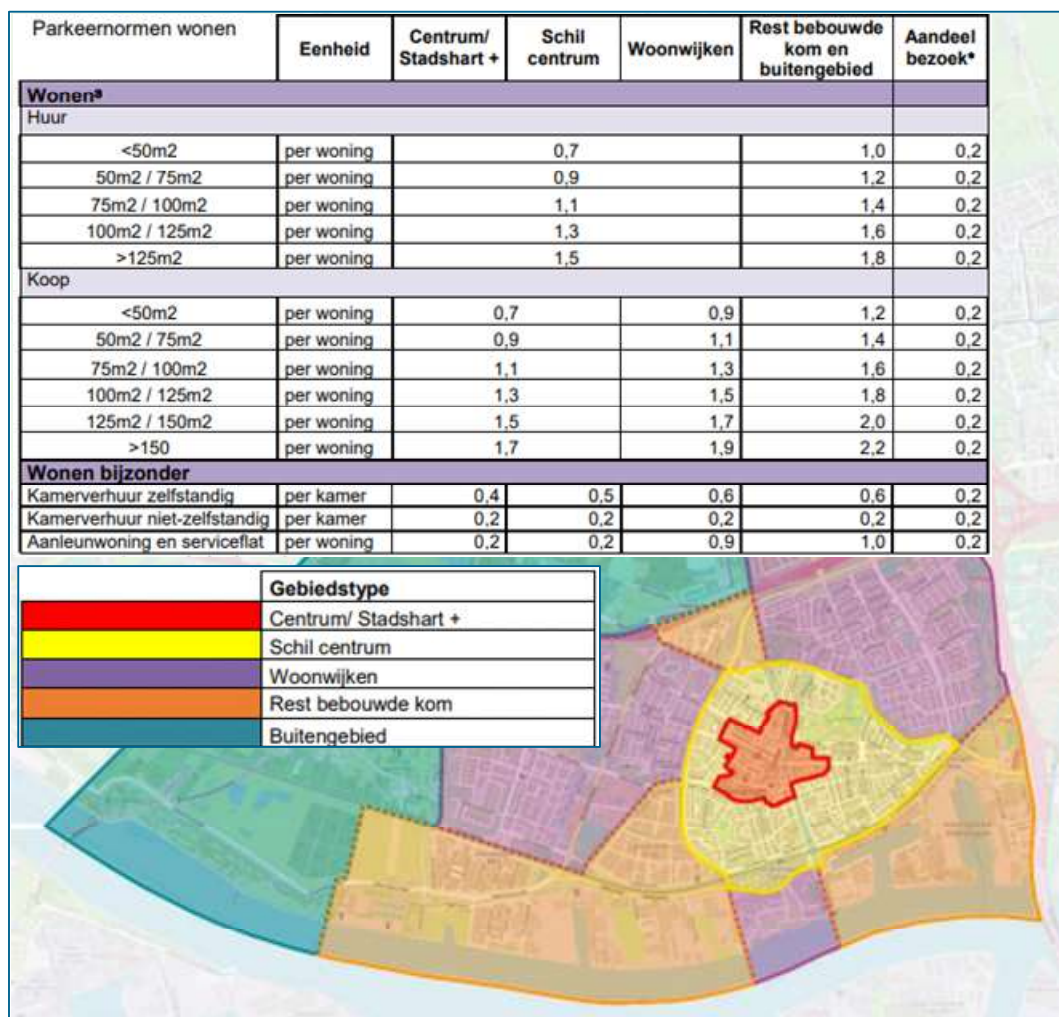 Parkeernormen wonen Eenheid Centrum/ Stadshart + Schil centrum Woonwijken Rest bebouwde kom en buitengebied Aandeel bezoek*
Wonenª
Huur
<50m2 per woning 0,7 1,0 0,2
50m2 / 75m2 per woning 0,9 1,2 0,2
75m2 / 100m2 per woning 1,1 1,4 0,2
100m2 / 125m2 per woning 1,3 1,6 0,2
>125m2 per woning 1,5 1,8 0,2
Koop
<50m2 per woning 0,7 0,9 1,2 0,2
50m2 / 75m2 per woning 0,9 1,1 1,4 0,2
75m2 / 100m2 per woning 1,1 1,3 1,6 0,2
100m2 / 125m2 per woning 1,3 1,5 1,8 0,2
125m2 / 150m2 per woning 1,5 1,7 2,0 0,2
>150 per woning 1,7 1,9 2,2 0,2
Wonen bijzonder
Kamerverhuur zelfstandig per kamer 0,4 0,5 0,6 0,6 0,2
Kamerverhuur niet-zelfstandig per kamer 0,2 0,2 0,2 0,2 0,2
Aanleunwoning en serviceflat per woning 0,2 0,2 0,9 1,0 0,2
Gebiedstype
Centrum/ Stadshart +
Schil centrum
Woonwijken
Rest bebouwde kom
Buitengebied